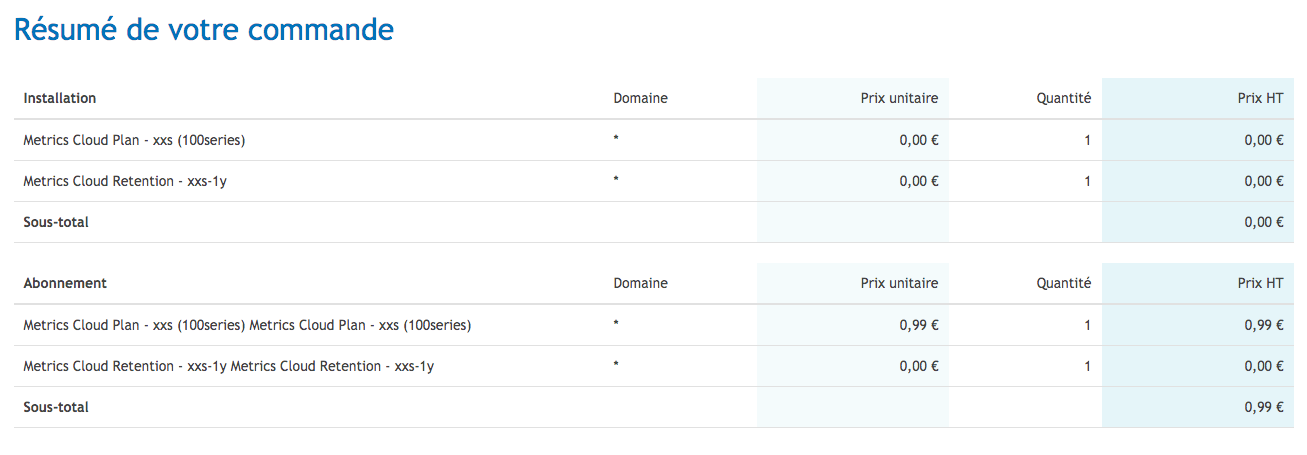 Résumé de votre commande
Installation Domaine Prix unitaire Quantité Prix HT
Metrics Cloud Plan - xxs (100series) * 0,00 € 1 0,00 €
Metrics Cloud Retention - xxs-1y * 0,00 € 1 0,00 €
Sous-total 0,00 €
Abonnement Domaine Prix unitaire Quantité Prix HT
Metrics Cloud Plan - xxs (100series) Metrics Cloud Plan - xxs (100series) * 0,99 € 1 0,99 €
Metrics Cloud Retention - xxs-1y Metrics Cloud Retention - xxs-1y * 0,00 € 1 0,00 €
Sous-total 0,99 €